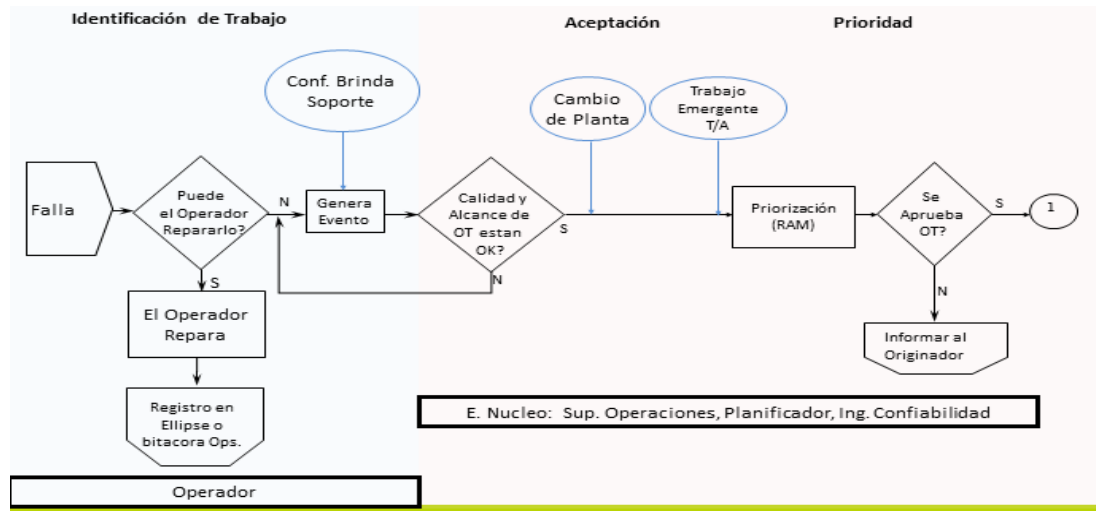 Identificación de Trabajo
Aceptación
Prioridad
Conf. Brinda
Soporte
Cambio
de Planta
Trabajo
Emergente
T/A
Falla
Puede
el Operador
Repararlo?
N
Genera
Evento
Calidad y
Alcance de
OT estan
OK?
S
Priorización
(RAM)
Se
Aprueba
OT?
S
1
S
N
N
El Operador
Repara
Informar al
Originador
Registro en
Ellipse o
bitacora Ops.
E. Nucleo: Sup. Operaciones, Planificador, Ing. Confiabilidad
Operador